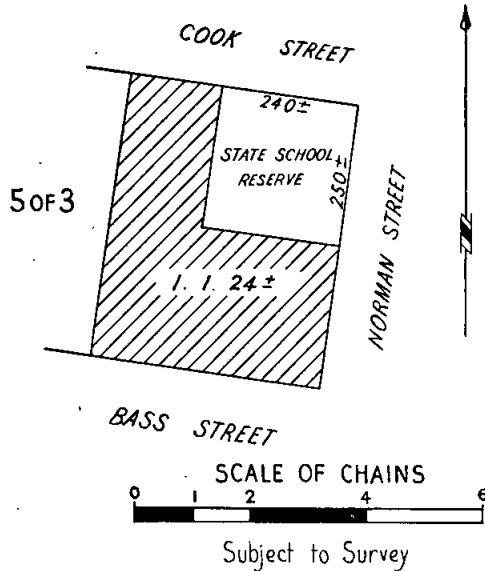 COOK STREET
240±
STATE SCHOOL
RESERVE
250±
5 OF 3
NORMAN STREET
1. 1. 24±
BASS STREET
SCALE OF CHAINS
0 1 2 4 6
Subject to Survey